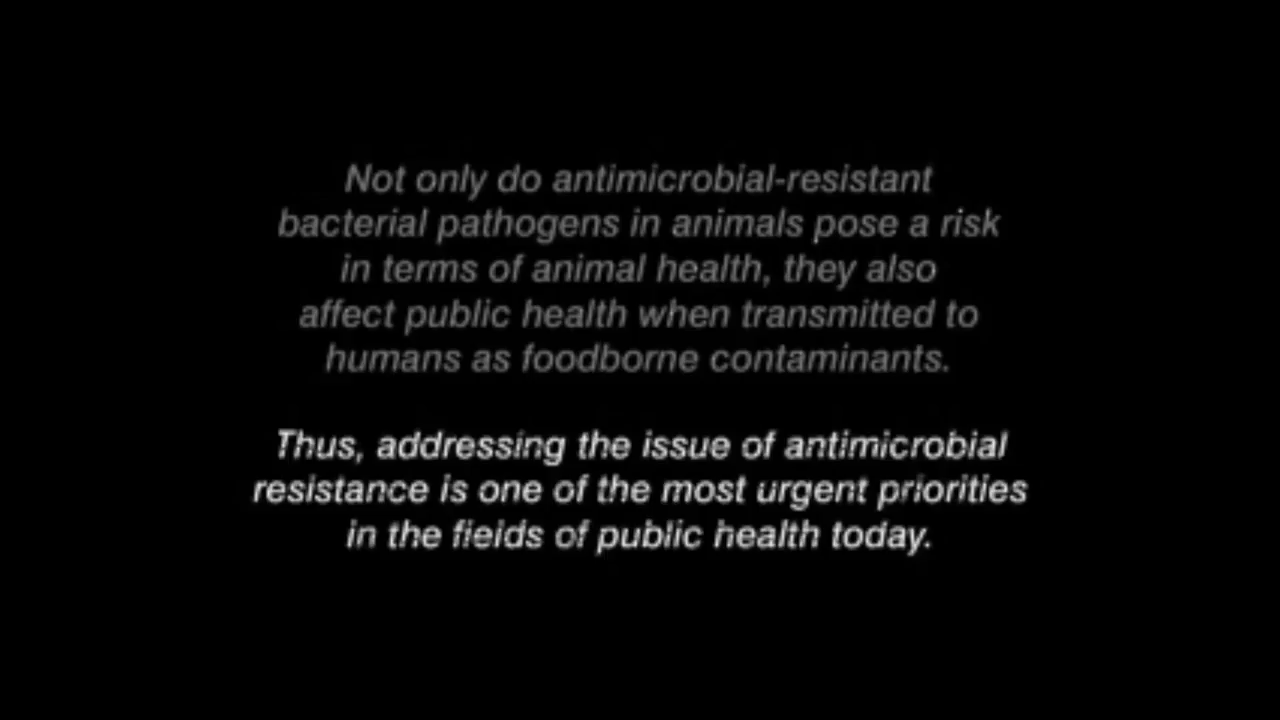 Not only do antimicrobial-resistant
bacterial pathogens in animals pose a risk
in terms of animal health, they also
affect public health when transmitted to
humans as foodborne contaminants.
Thus, addressing the issue of antimicrobial
resistance is one of the most urgent priorities
in the fields of public health today.